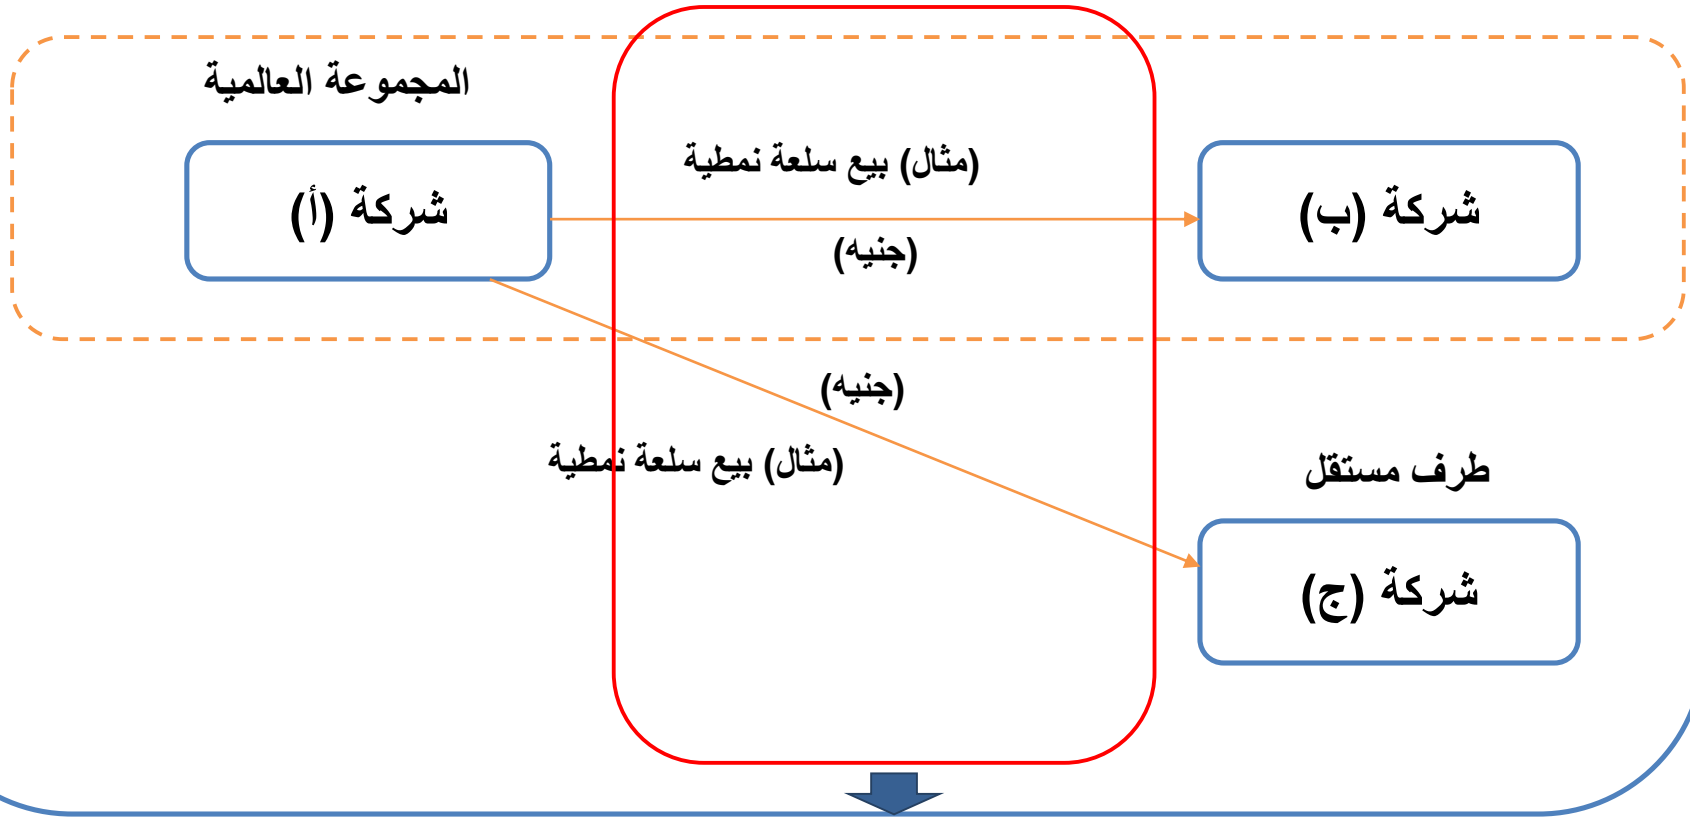 المجموعة العالمية
شركة (ب)
(مثال) بيع سلعة نمطية
شركة (أ)
(جنيه)
(جنيه)
(مثال) بيع سلعة نمطية
طرف مستقل
شركة (ج)